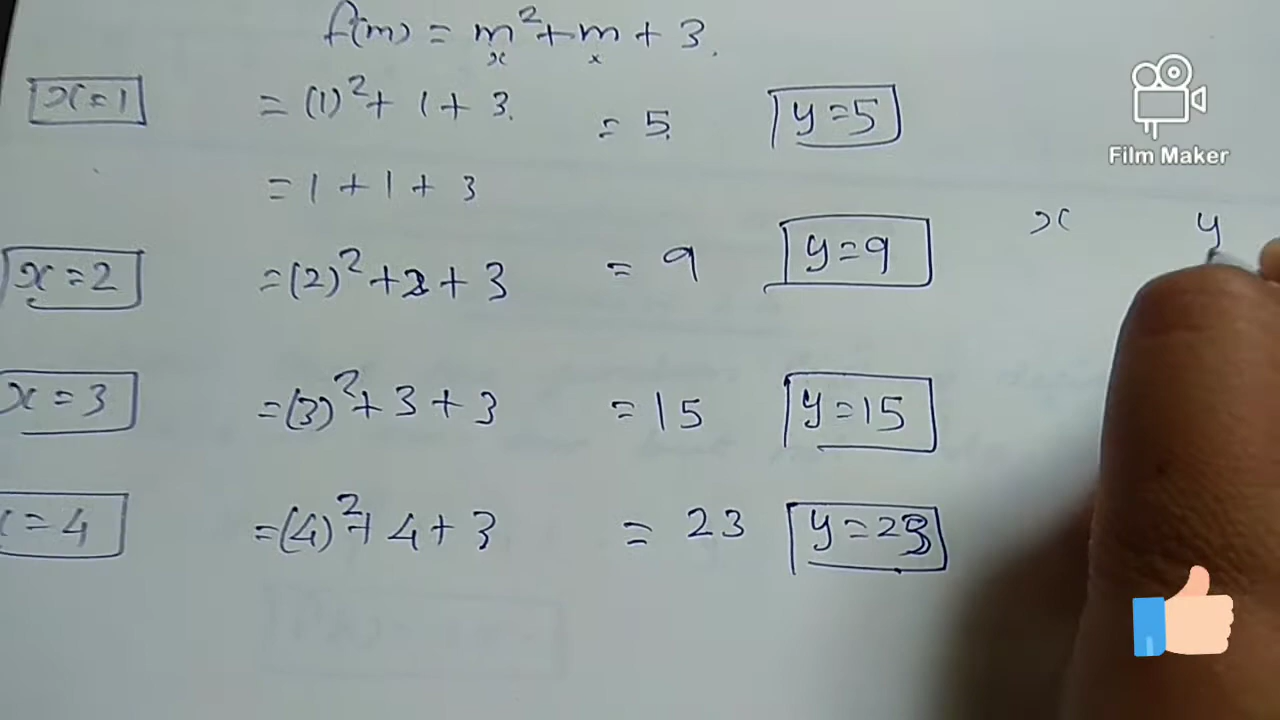 f(m) = m² + m + 3.
x x
x=1 = (1)² + 1 + 3. = 5. y=5
= 1 + 1 + 3
x=2 = (2)² + 2 + 3 = 9 y=9
x=3 = (3)² + 3 + 3 = 15 y=15
x=4 = (4)² + 4 + 3 = 23 y=23
x y
Film Maker